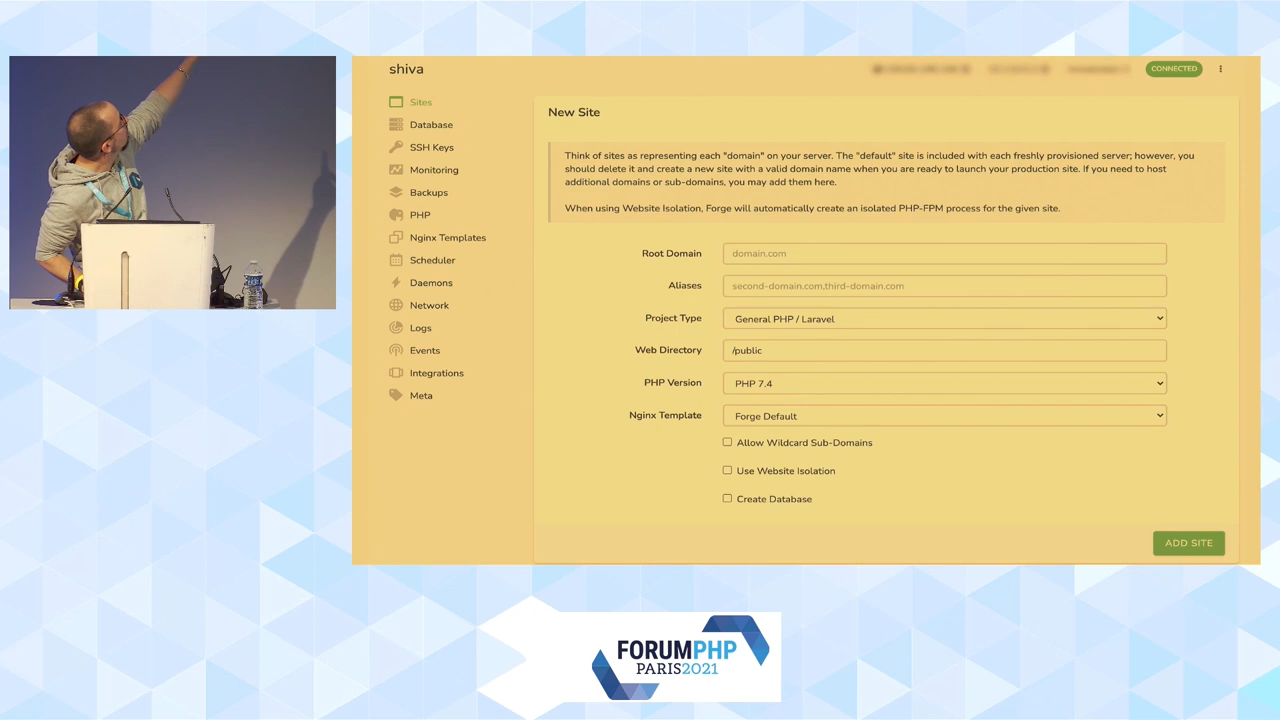 shiva
CONNECTED
Sites
Database
SSH Keys
Monitoring
Backups
PHP
Nginx Templates
Scheduler
Daemons
Network
Logs
Events
Integrations
Meta
New Site
Think of sites as representing each "domain" on your server. The "default" site is included with each freshly provisioned server; however, you
should delete it and create a new site with a valid domain name when you are ready to launch your production site. If you need to host
additional domains or sub-domains, you may add them here.
When using Website Isolation, Forge will automatically create an isolated PHP-FPM process for the given site.
Root Domain domain.com
Aliases second-domain.com,third-domain.com
Project Type General PHP / Laravel
Web Directory /public
PHP Version PHP 7.4
Nginx Template Forge Default
Allow Wildcard Sub-Domains
Use Website Isolation
Create Database
ADD SITE
FORUMPHP
PARIS2021